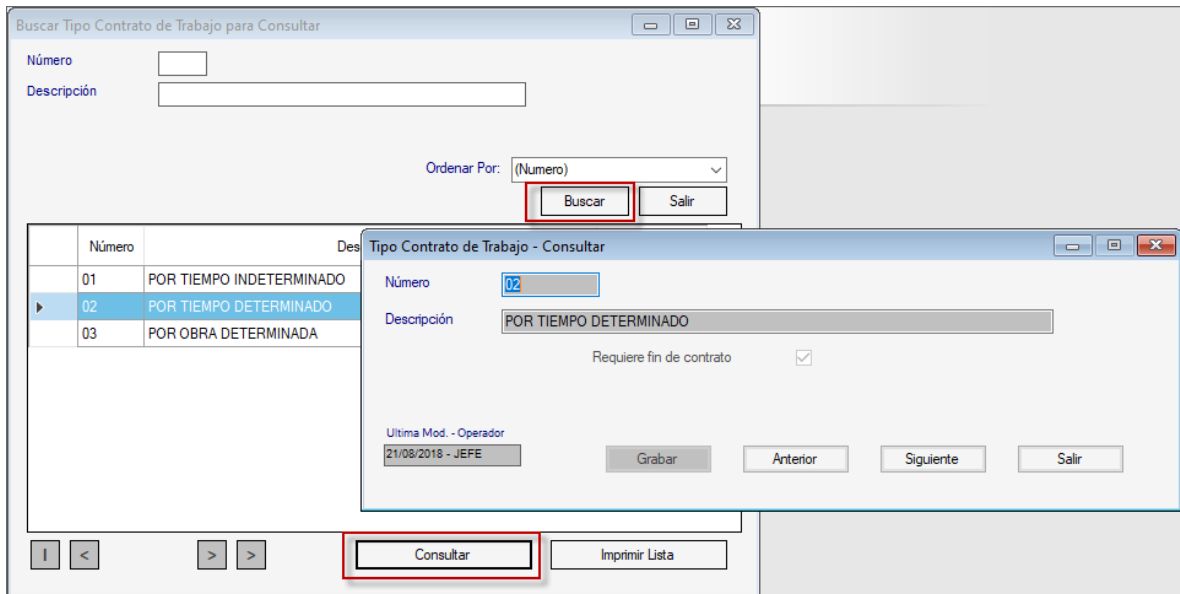 Buscar Tipo Contrato de Trabajo para Consultar
Número
Descripción
Ordenar Por: (Numero)
Buscar Salir
Número Des
01 POR TIEMPO INDETERMINADO
02 POR TIEMPO DETERMINADO
03 POR OBRA DETERMINADA
Tipo Contrato de Trabajo - Consultar
Número 02
Descripción POR TIEMPO DETERMINADO
Requiere fin de contrato
Ultima Mod. - Operador
21/08/2018 - JEFE
Grabar Anterior Siguiente Salir
I < > > Consultar Imprimir Lista